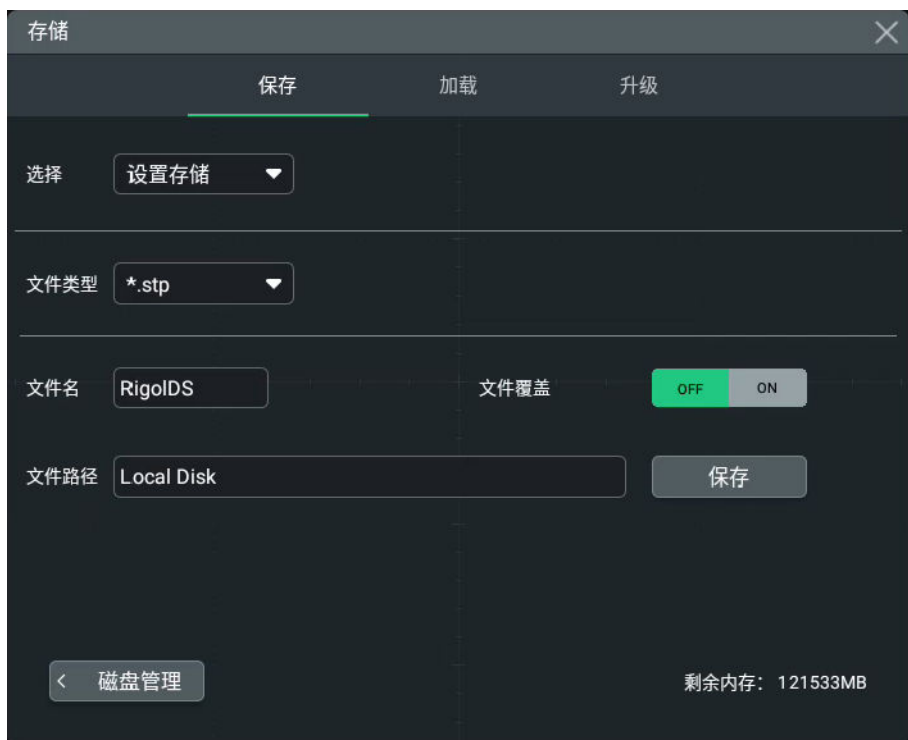 存储
保存 加载 升级
选择 设置存储
文件类型 *.stp
文件名 RigolDS 文件覆盖 OFF ON
文件路径 Local Disk 保存
< 磁盘管理 剩余内存： 121533MB